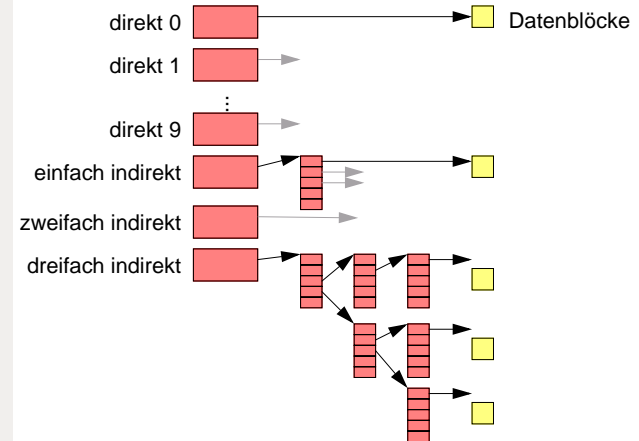 direkt 0
Datenblöcke
direkt 1
...
direkt 9
einfach indirekt
zweifach indirekt
dreifach indirekt